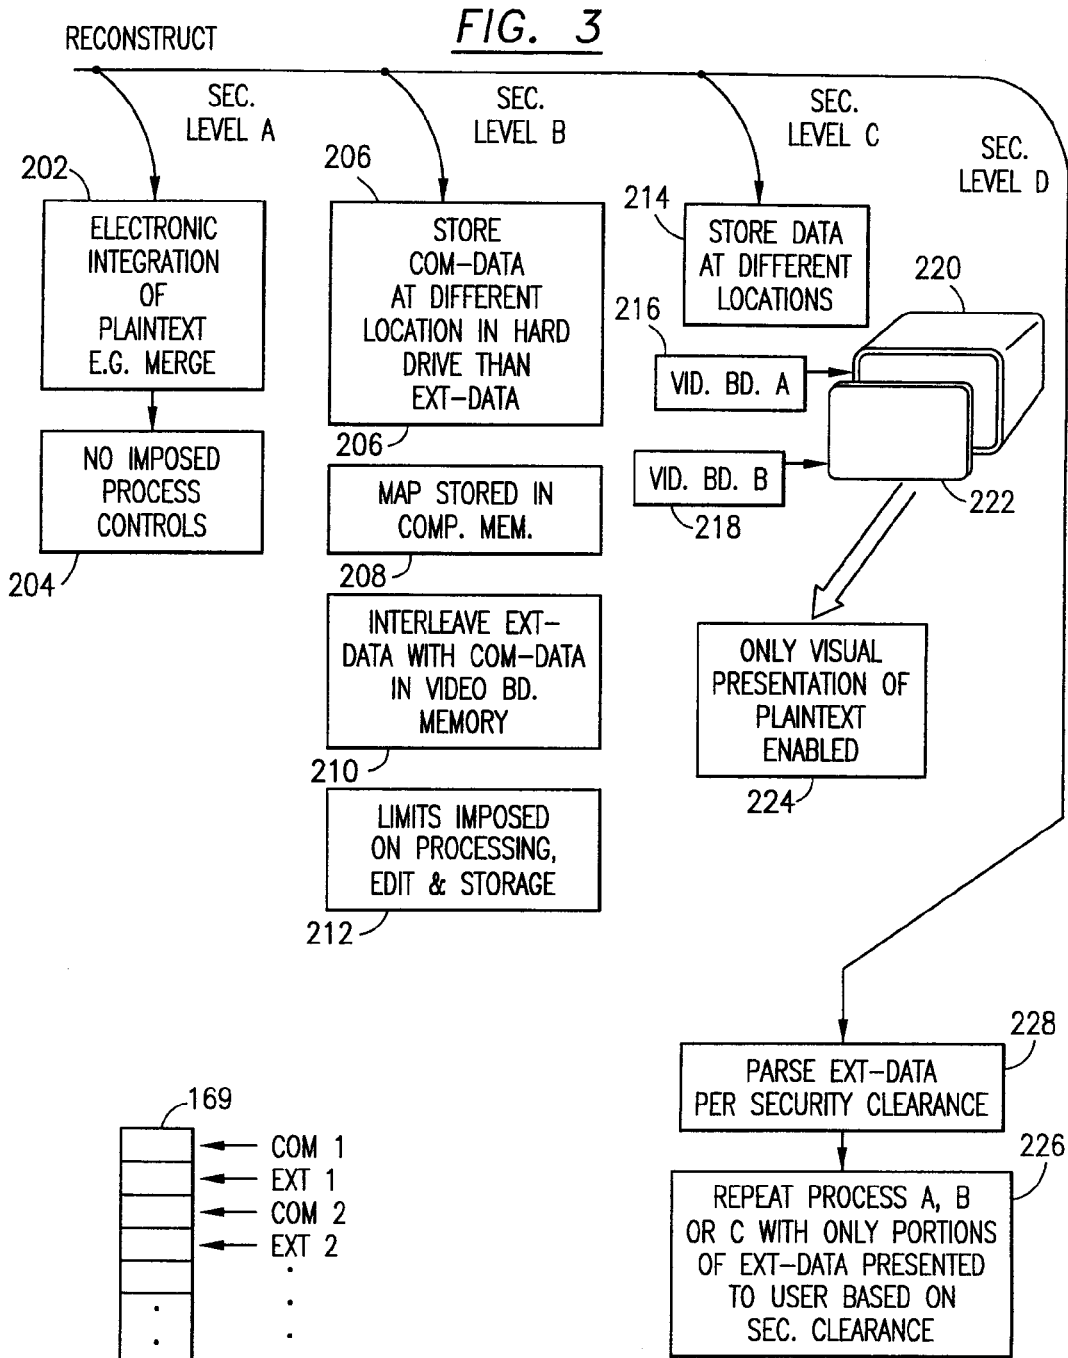 FIG. 3
RECONSTRUCT
SEC.
LEVEL A
SEC.
LEVEL B
SEC.
LEVEL C
SEC.
LEVEL D
202
ELECTRONIC
INTEGRATION
OF
PLAINTEXT
E.G. MERGE
NO IMPOSED
PROCESS
CONTROLS
204
206
STORE
COM-DATA
AT DIFFERENT
LOCATION IN HARD
DRIVE THAN
EXT-DATA
206
MAP STORED IN
COMP. MEM.
208
INTERLEAVE EXT-
DATA WITH COM-DATA
IN VIDEO BD.
MEMORY
210
LIMITS IMPOSED
ON PROCESSING,
EDIT & STORAGE
212
214
STORE DATA
AT DIFFERENT
LOCATIONS
216
VID. BD. A
220
VID. BD. B
218
222
ONLY VISUAL
PRESENTATION OF
PLAINTEXT
ENABLED
224
228
PARSE EXT-DATA
PER SECURITY CLEARANCE
226
REPEAT PROCESS A, B
OR C WITH ONLY PORTIONS
OF EXT-DATA PRESENTED
TO USER BASED ON
SEC. CLEARANCE
169
COM 1
EXT 1
COM 2
EXT 2